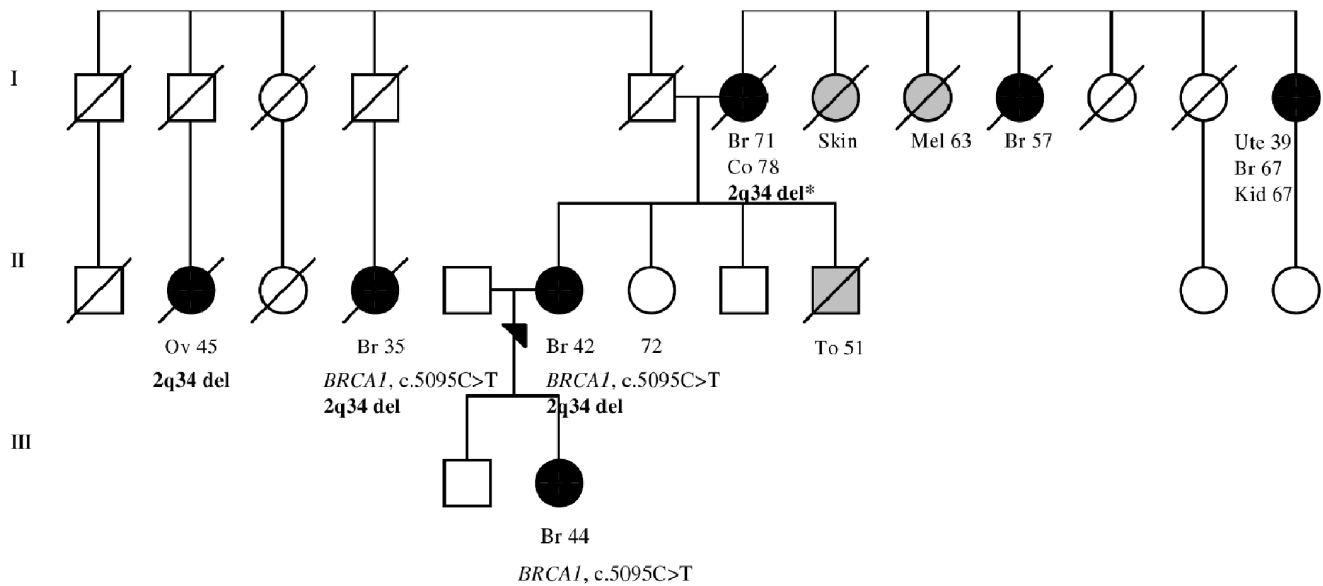 I
Br 71
Co 78
2q34 del*
Skin
Mel 63
Br 57
Ute 39
Br 67
Kid 67
II
Ov 45
2q34 del
Br 35
BRCA1, c.5095C>T
2q34 del
Br 42
BRCA1, c.5095C>T
2q34 del
72
To 51
III
Br 44
BRCA1, c.5095C>T